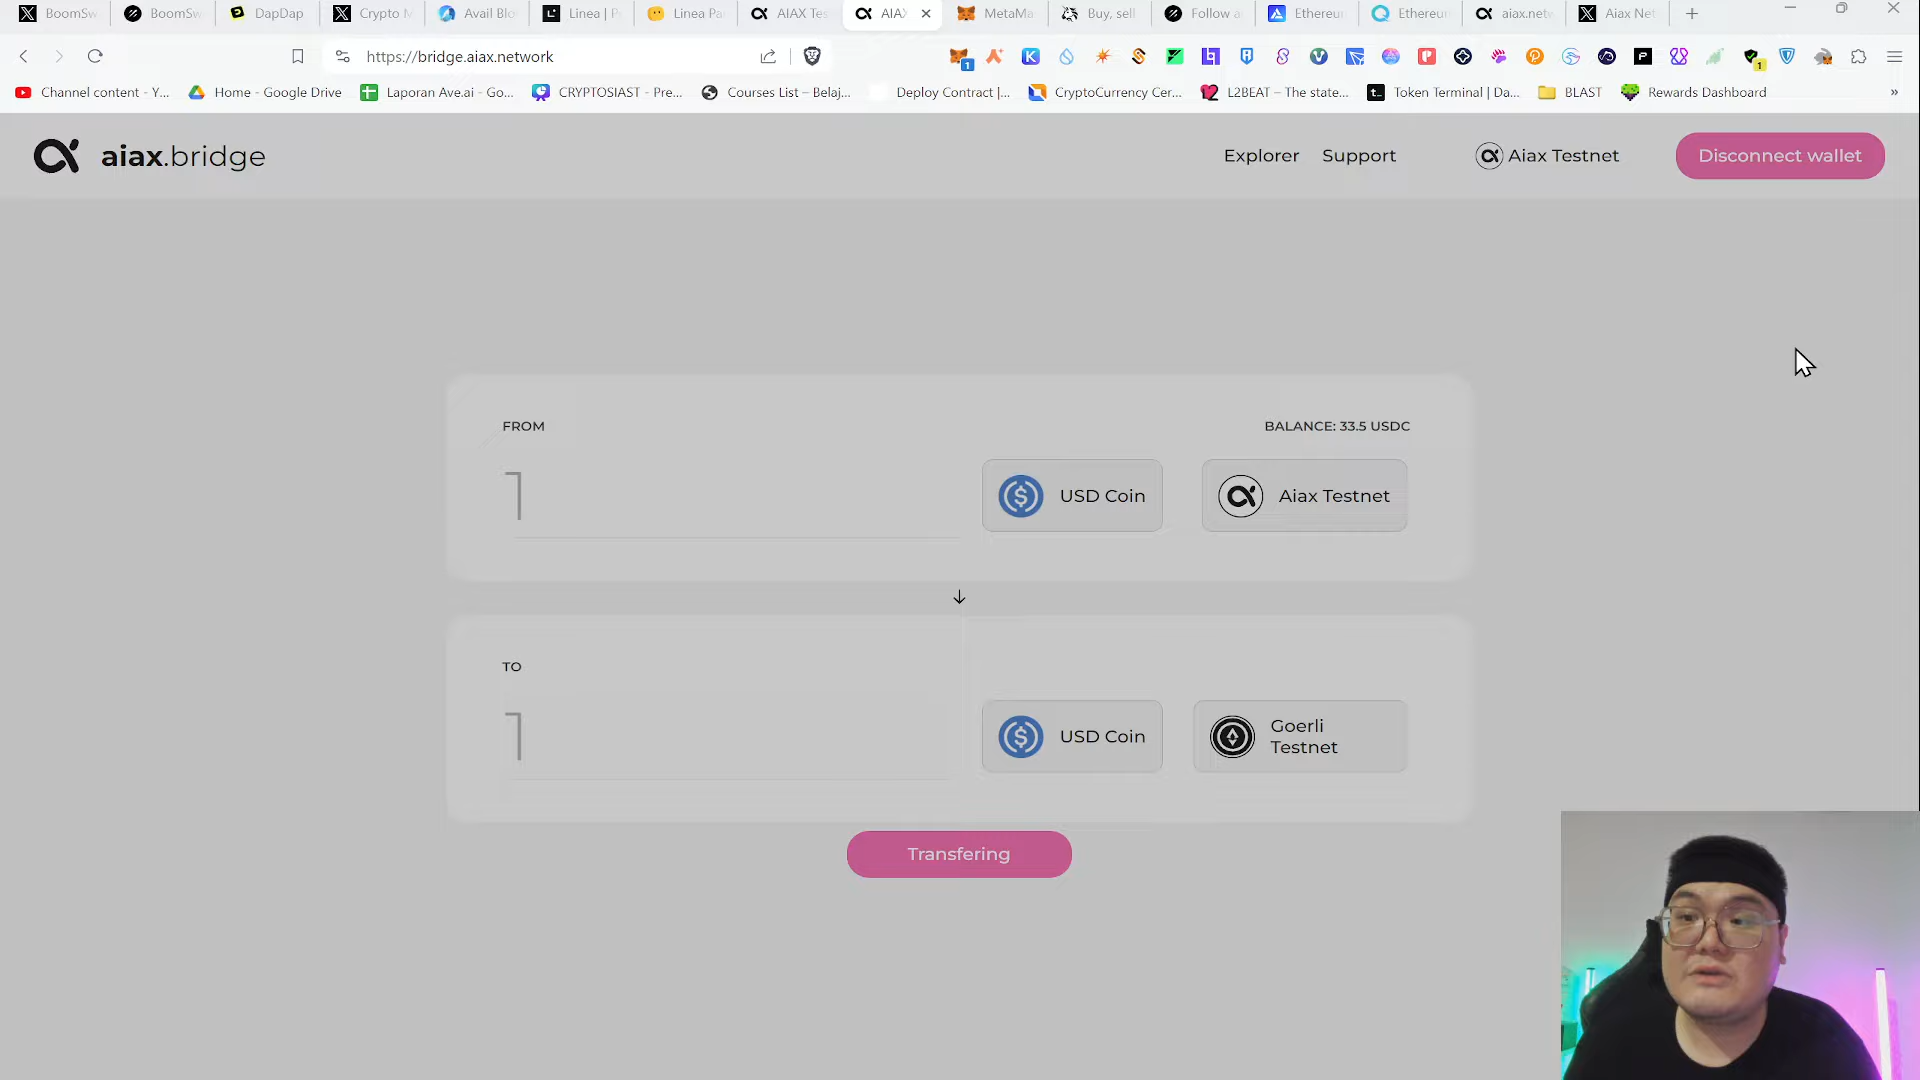 BoomSw
BoomSw
DapDap
Crypto M
Avail Blo
Linea | P
Linea Pa
AIAX Tes
AIAX
MetaMa
Buy, sell
Follow a
Ethereu
Ethereu
aiax.netw
Aiax Net
https://bridge.aiax.network
1
1
Channel content - Y...
Home - Google Drive
Laporan Ave.ai - Go...
CRYPTOSIAST - Pre...
Courses List – Belaj...
Deploy Contract |...
CryptoCurrency Cer...
L2BEAT – The state...
Token Terminal | Da...
BLAST
Rewards Dashboard
»
aiax.bridge
Explorer
Support
Aiax Testnet
Disconnect wallet
FROM
BALANCE: 33.5 USDC
1
USD Coin
Aiax Testnet
TO
1
USD Coin
Goerli
Testnet
Transfering